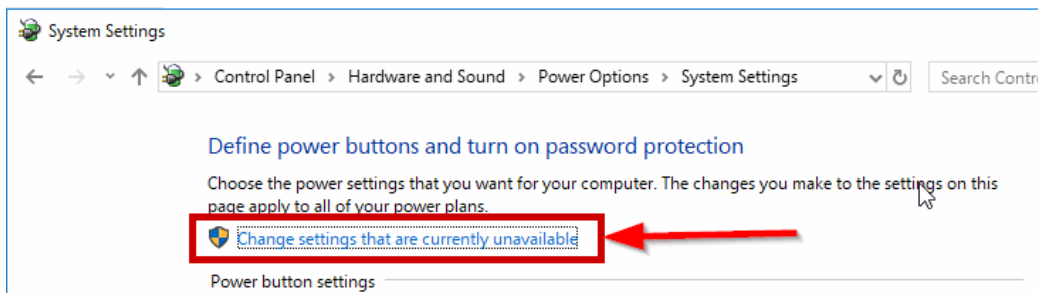 System Settings
Control Panel > Hardware and Sound > Power Options > System Settings
Search Contr
Define power buttons and turn on password protection
Choose the power settings that you want for your computer. The changes you make to the settings on this
page apply to all of your power plans.
Change settings that are currently unavailable
Power button settings